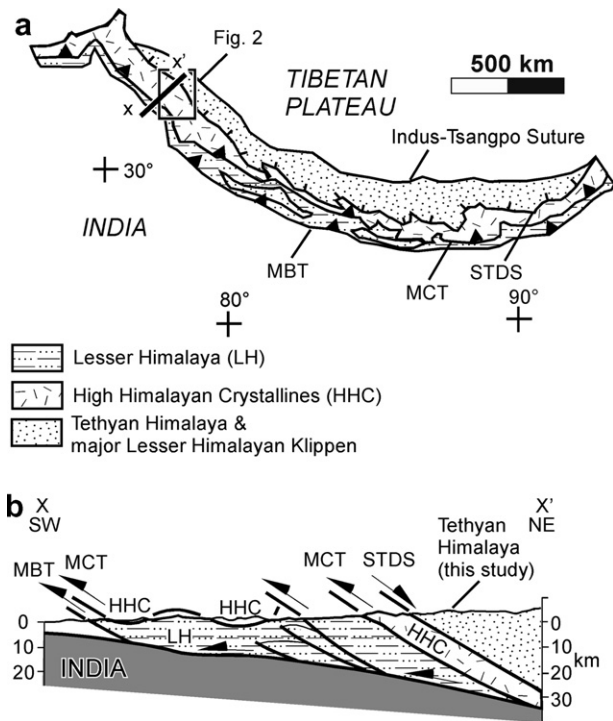 a
Fig. 2
x'
x
TIBETAN
PLATEAU
500 km
Indus-Tsangpo Suture
30°
INDIA
MBT
MCT
STDS
80°
90°
Lesser Himalaya (LH)
High Himalayan Crystallines (HHC)
Tethyan Himalaya &
major Lesser Himalayan Klippen
b
X
SW
X'
NE
Tethyan
Himalaya
(this study)
MBT
MCT
HHC
HHC
MCT
STDS
LH
HHC
INDIA
0
10
20
0
10
20
30
km